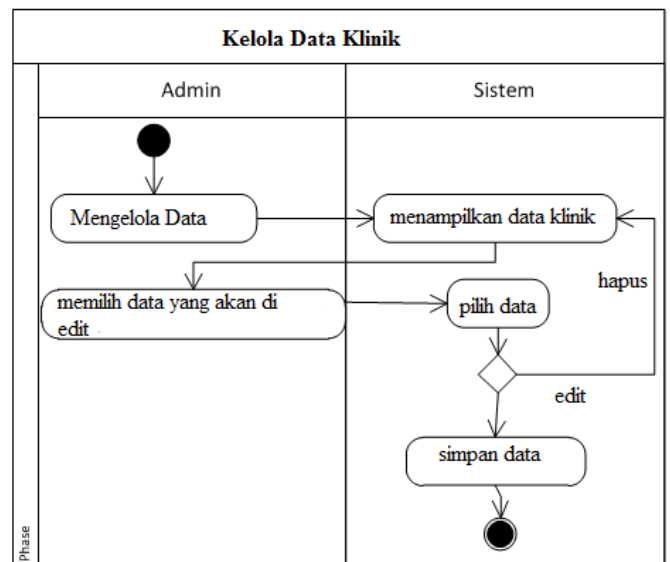 Kelola Data Klinik
Admin
Sistem
Mengelola Data
menampilkan data klinik
hapus
memilih data yang akan di
edit
pilih data
edit
simpan data
Phase